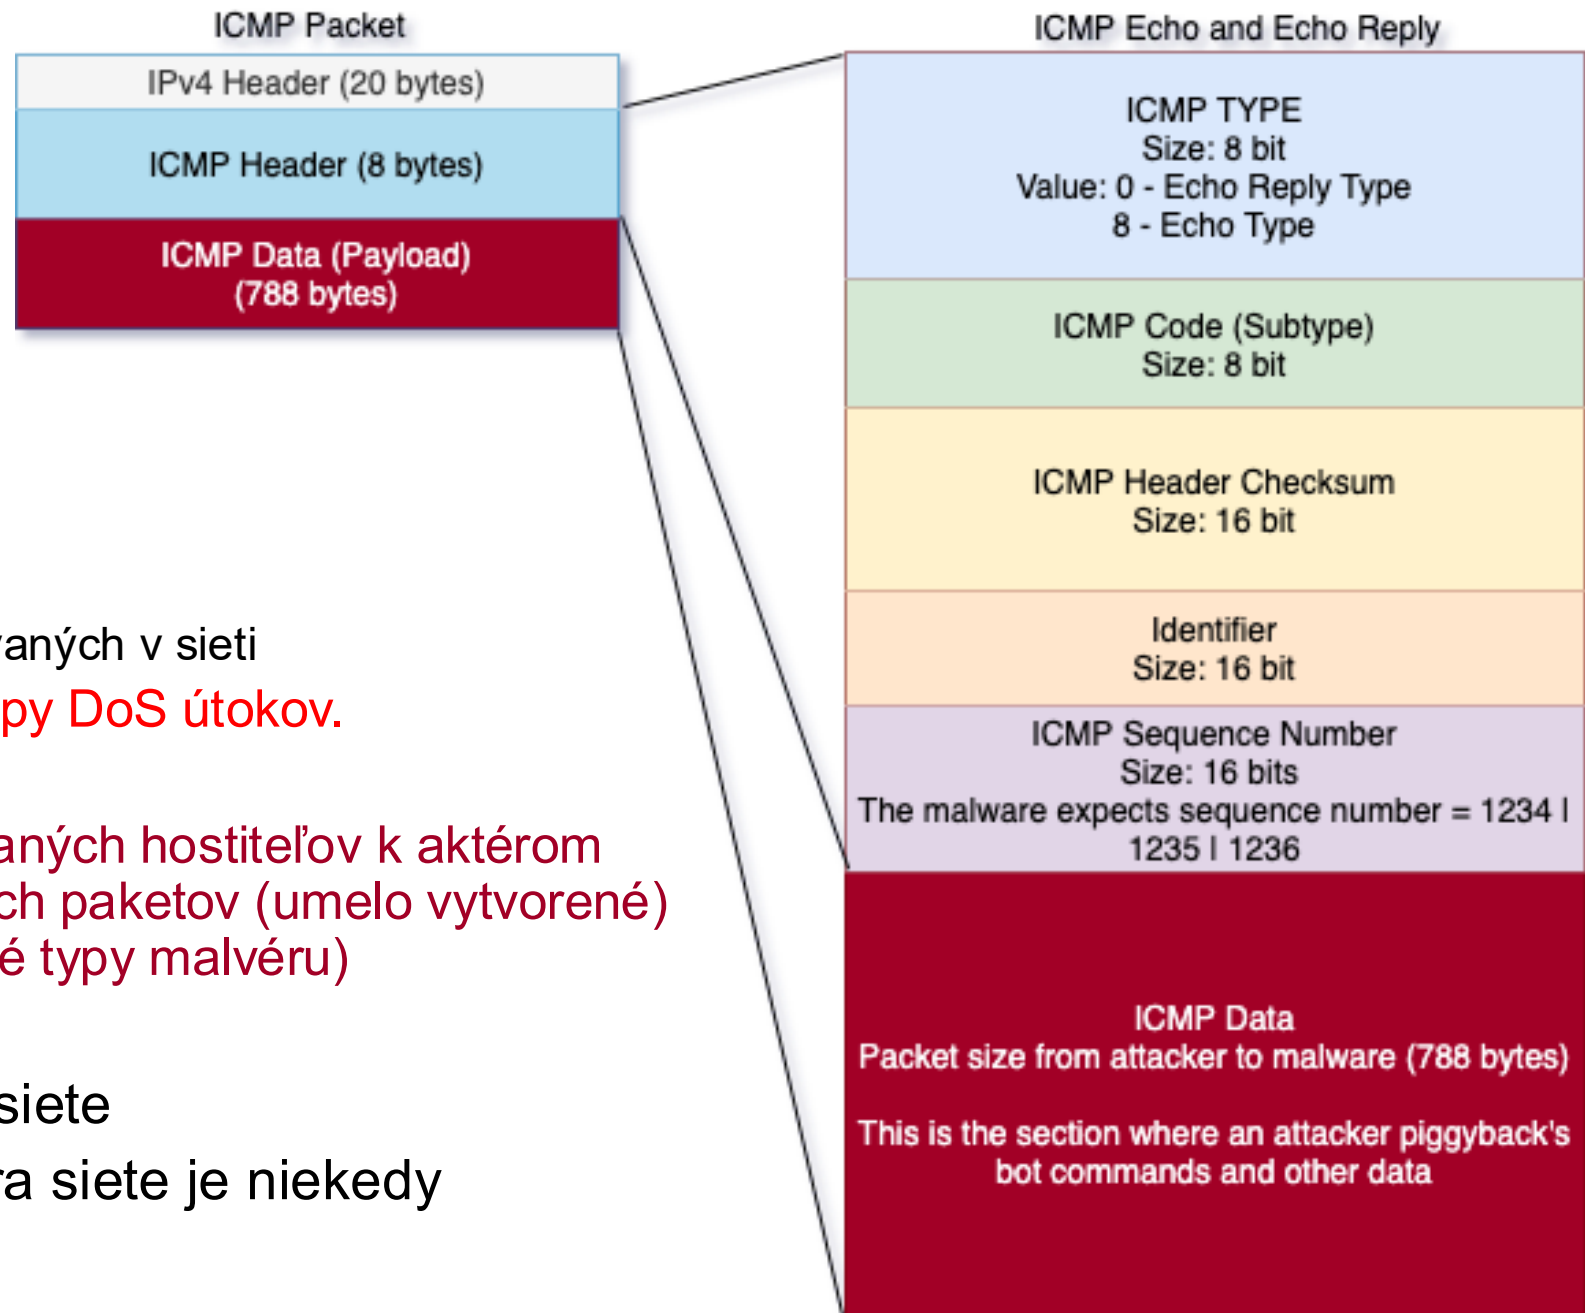 ICMP Packet
IPv4 Header (20 bytes)
ICMP Header (8 bytes)
ICMP Data (Payload)
(788 bytes)
ICMP Echo and Echo Reply
ICMP TYPE
Size: 8 bit
Value: 0 - Echo Reply Type
8 - Echo Type
ICMP Code (Subtype)
Size: 8 bit
ICMP Header Checksum
Size: 16 bit
Identifier
Size: 16 bit
ICMP Sequence Number
Size: 16 bits
The malware expects sequence number = 1234 |
1235 | 1236
ICMP Data
Packet size from attacker to malware (788 bytes)
This is the section where an attacker piggyback's
bot commands and other data
vaných v sieti
py DoS útokov.
aných hostiteľov k aktérom
ch paketov (umelo vytvorené)
é typy malvéru)
siete
ra siete je niekedy